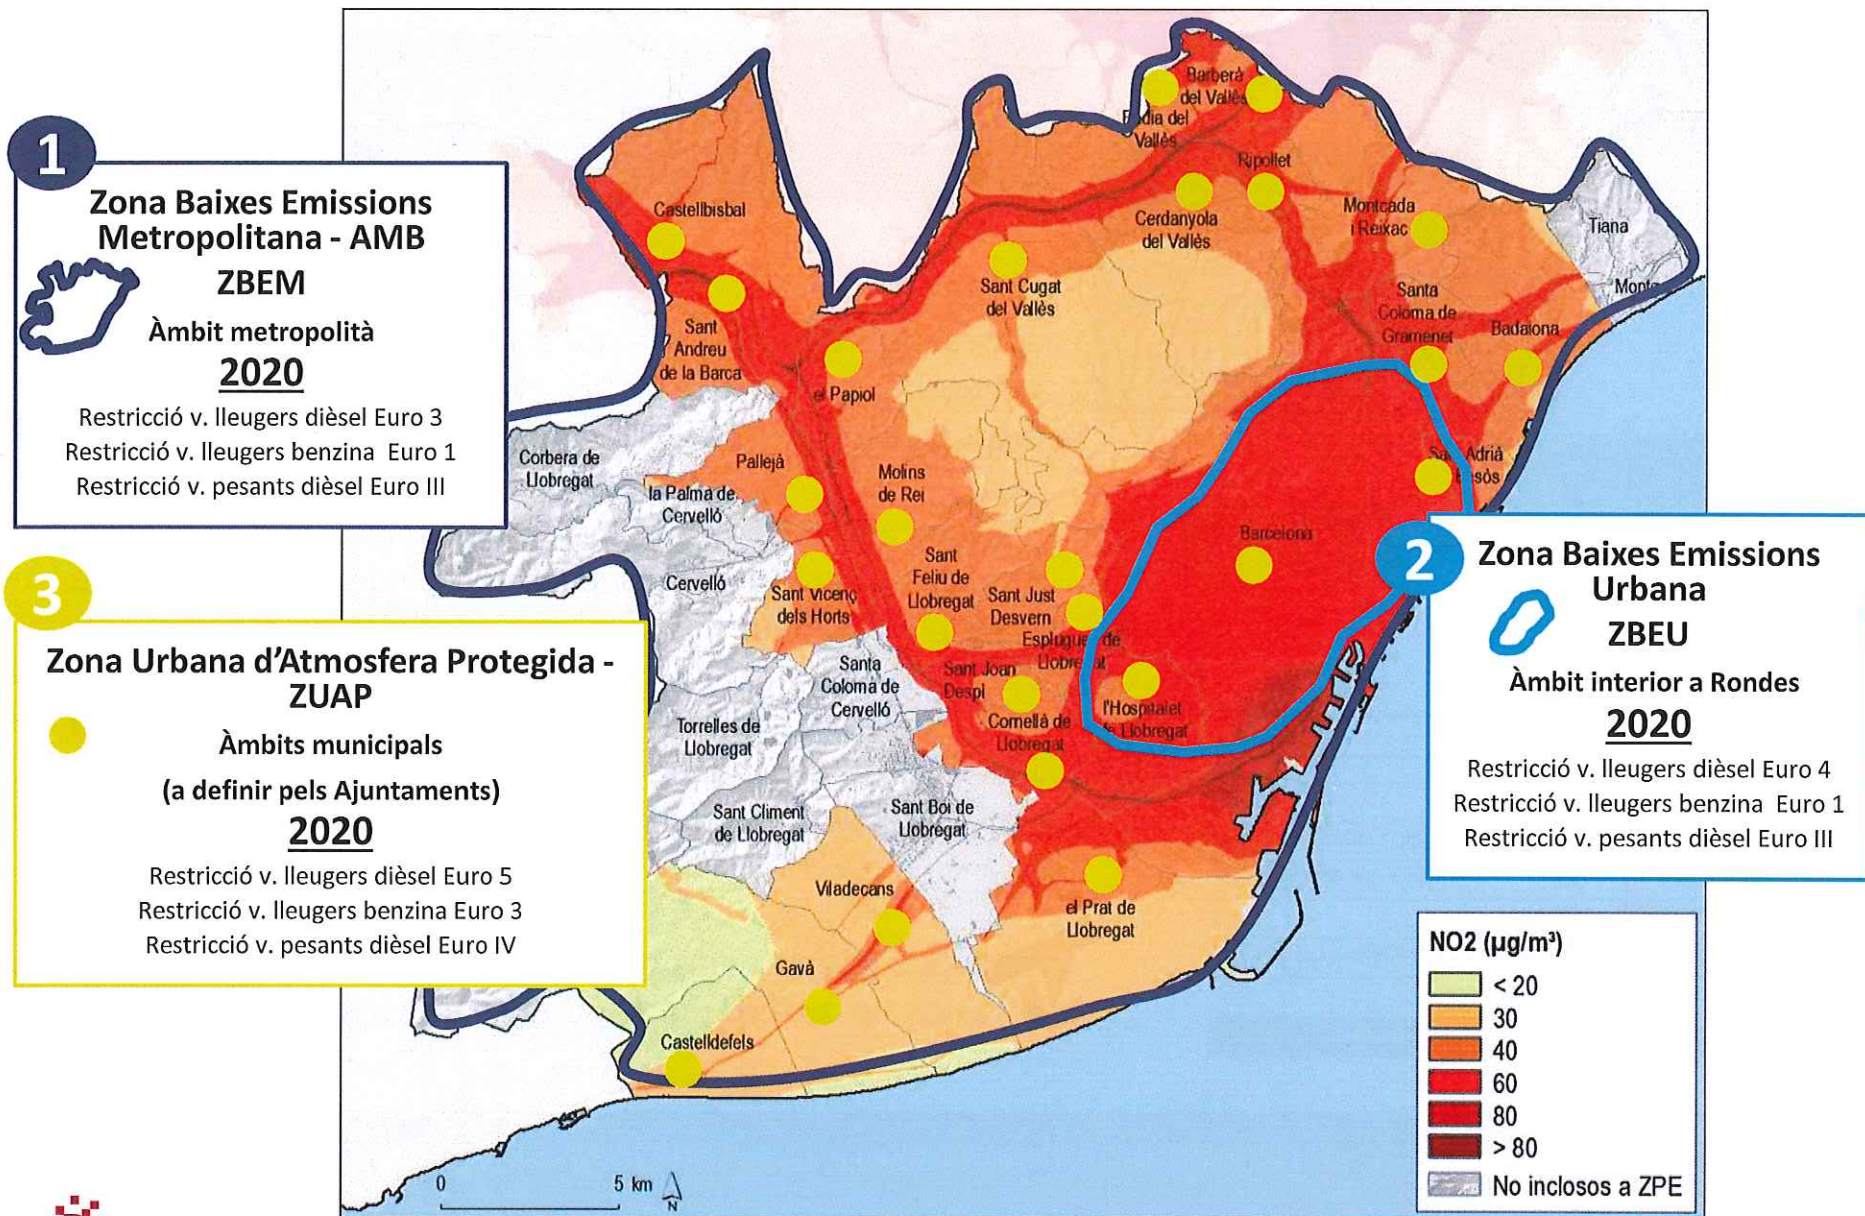 1
Zona Baixes Emissions
Metropolitana - AMB
ZBEM
Àmbit metropolità
2020
Restricció v. lleugers dièsel Euro 3
Restricció v. lleugers benzina Euro 1
Restricció v. pesants dièsel Euro III
3
Zona Urbana d'Atmosfera Protegida -
ZUAP
Àmbits municipals
(a definir pels Ajuntaments)
2020
Restricció v. lleugers dièsel Euro 5
Restricció v. lleugers benzina Euro 3
Restricció v. pesants dièsel Euro IV
2
Zona Baixes Emissions
Urbana
ZBEU
Àmbit interior a Rondes
2020
Restricció v. lleugers dièsel Euro 4
Restricció v. lleugers benzina Euro 1
Restricció v. pesants dièsel Euro III
Barberà
del Vallès
del
Vallès
Ripollet
Castellbisbal
Cerdanyola
del Vallès
Montcada
i Reixac
Tiana
Sant Cugat
del Vallès
Santa
Coloma de
Gramenet
Badalona
Sant
Andreu
de la Barca
el Papiol
Corbera de
Llobregat
Pallejà
la Palma de
Cervelló
Molins
de Rei
Adrià
Barcelona
Cervelló
Sant Vicenç
dels Horts
Sant
Feliu de
Llobregat
Sant Just
Desvern
Esplugues de
Llobregat
Santa
Coloma de
Cervelló
Sant Joan
Despí
l'Hospitalet
de Llobregat
Torrelles de
Llobregat
Cornellà de
Llobregat
Sant Climent
de Llobregat
Sant Boi de
Llobregat
Viladecans
el Prat de
Llobregat
Gavà
Castelldefels
0 5 km
N
NO2 (µg/m³)
< 20
30
40
60
80
> 80
No inclosos a ZPE